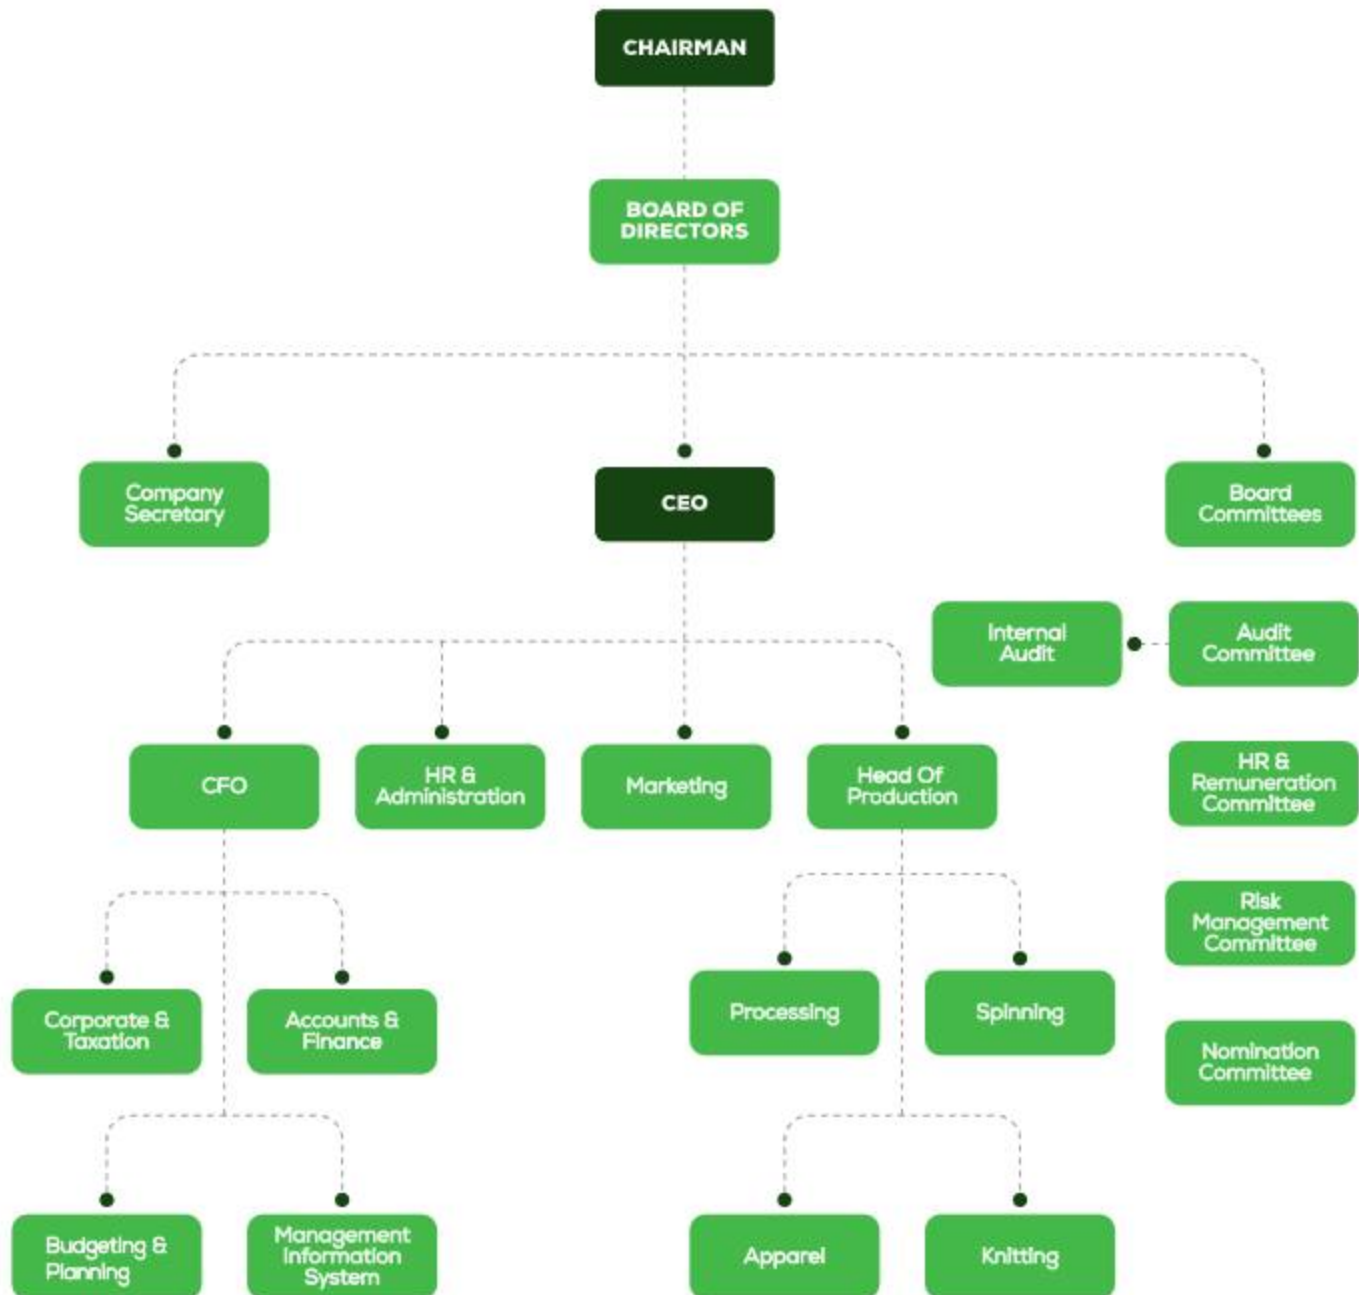 CHAIRMAN
BOARD OF
DIRECTORS
Company
Secretary
CEO
Board
Committees
Internal
Audit
Audit
Committee
CFO
HR &
Administration
Marketing
Head Of
Production
HR &
Remuneration
Committee
Risk
Management
Committee
Corporate &
Taxation
Accounts &
Finance
Processing
Spinning
Nomination
Committee
Budgeting &
Planning
Management
Information
System
Apparel
Knitting